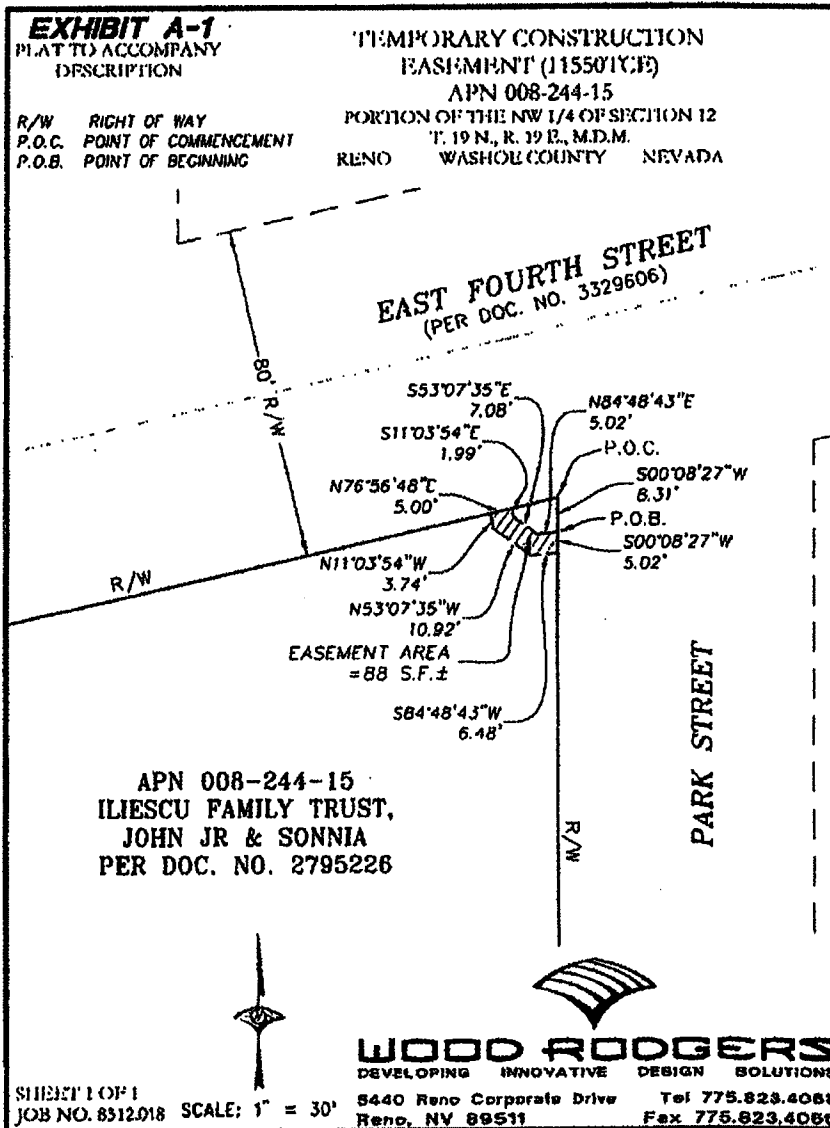 EXHIBIT A-1
PLAT TO ACCOMPANY
DESCRIPTION
R/W RIGHT OF WAY
P.O.C. POINT OF COMMENCEMENT
P.O.B. POINT OF BEGINNING
TEMPORARY CONSTRUCTION
EASEMENT (11550TCE)
APN 008-244-15
PORTION OF THE NW 1/4 OF SECTION 12
T. 19 N., R. 19 E., M.D.M.
RENO WASHOE COUNTY NEVADA
EAST FOURTH STREET
(PER DOC. NO. 3329606)
80' R/W
S53°07'35"E
7.08'
N84°48'43"E
5.02'
S11°03'54"E
1.99'
P.O.C.
N76°56'48"E
5.00'
S00°08'27"W
8.31'
P.O.B.
S00°08'27"W
5.02'
R/W
N11°03'54"W
3.74'
N53°07'35"W
10.92'
EASEMENT AREA
=88 S.F.±
S84°48'43"W
6.48'
PARK STREET
APN 008-244-15
ILIESCU FAMILY TRUST,
JOHN JR & SONNIA
PER DOC. NO. 2795226
R/W
WOOD RODGERS
DEVELOPING INNOVATIVE DESIGN SOLUTIONS
SHEET 1 OF 1
JOB NO. 8312.018 SCALE: 1" = 30'
5440 Reno Corporate Drive Tel 775.823.4068
Reno, NV 89511 Fax 775.823.4066